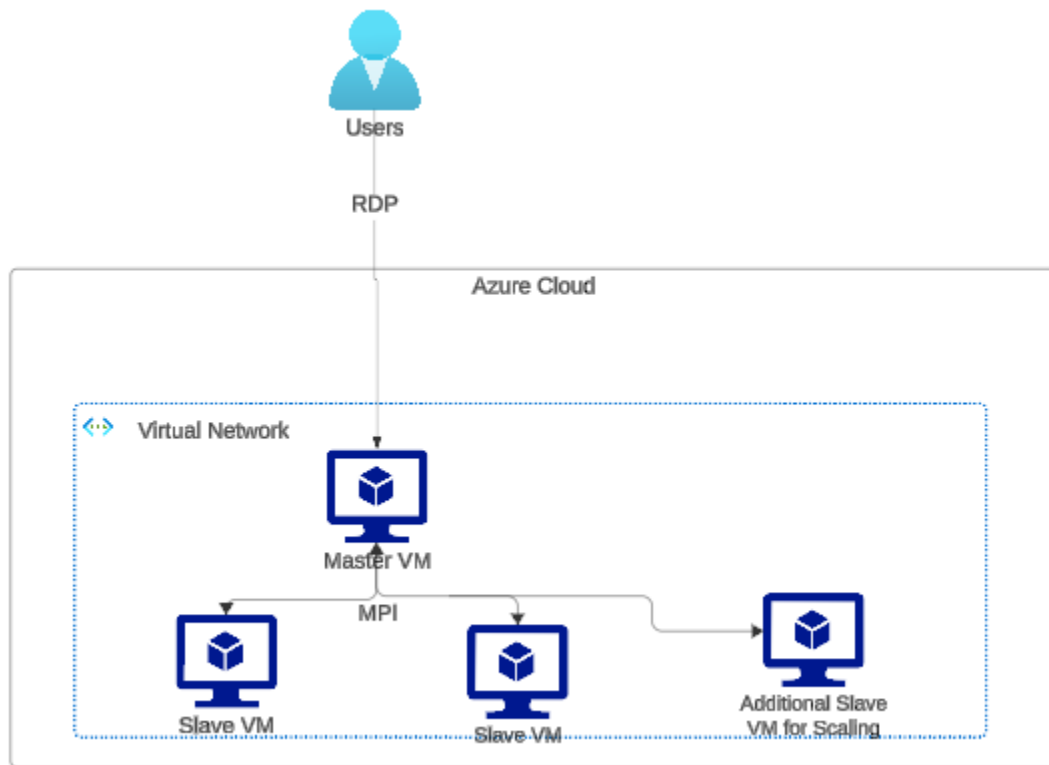 Users
RDP
Azure Cloud
Virtual Network
Master VM
MPI
Slave VM
Slave VM
Additional Slave
VM for Scaling